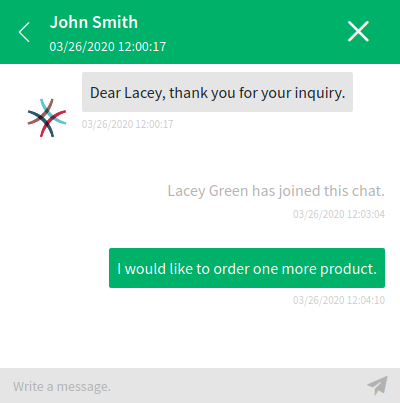 John Smith
03/26/2020 12:00:17
Dear Lacey, thank you for your inquiry.
03/26/2020 12:00:17
Lacey Green has joined this chat.
03/26/2020 12:03:04
I would like to order one more product.
03/26/2020 12:04:10
Write a message.